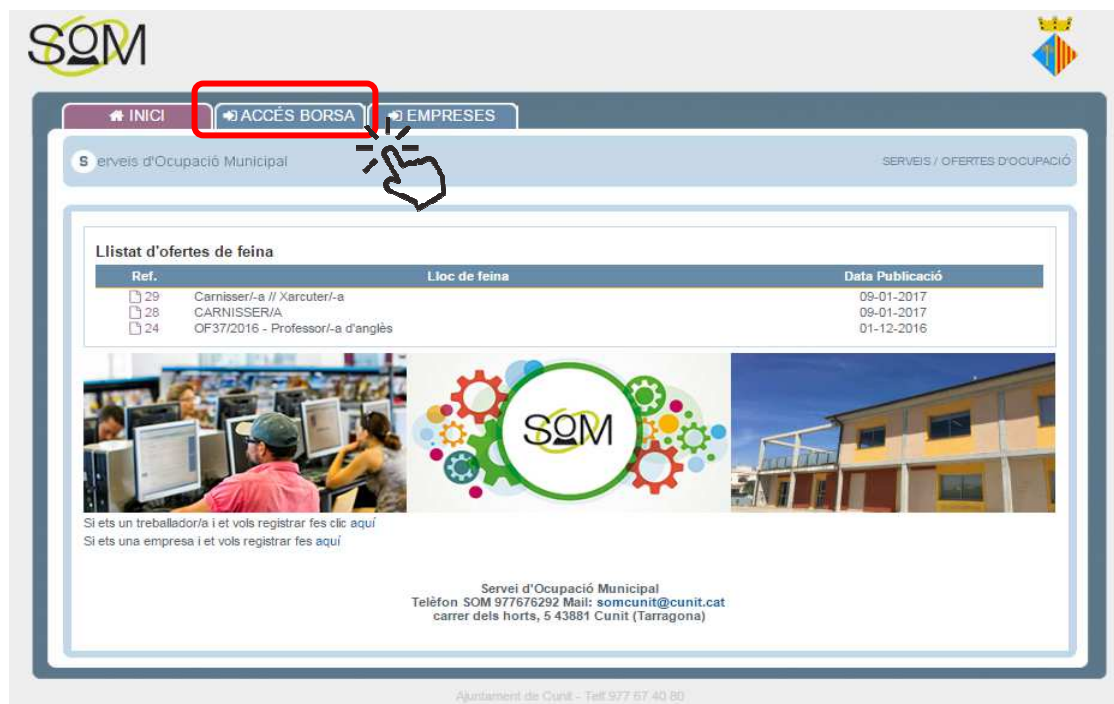 SOM
INICI
ACCÉS BORSA
EMPRESES
Serveis d'Ocupació Municipal
SERVEIS / OFERTES D'OCUPACIÓ
Llistat d'ofertes de feina
Ref. Lloc de feina Data Publicació
29 Carnisser/-a // Xarcuter/-a 09-01-2017
28 CARNISSER/A 09-01-2017
24 OF37/2016 - Professor/-a d'anglès 01-12-2016
SOM
Si ets un treballador/a i et vols registrar fes clic aquí
Si ets una empresa i et vols registrar fes aquí
Servei d'Ocupació Municipal
Telèfon SOM 977676292 Mail: somcunit@cunit.cat
carrer dels horts, 5 43881 Cunit (Tarragona)
Ajuntament de Cunit - Telf.977 67 40 80